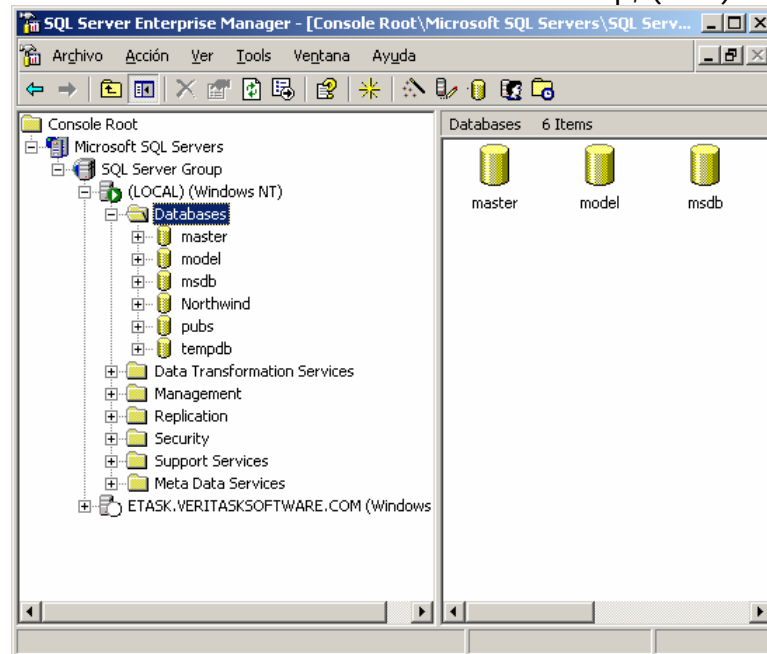 SQL Server Enterprise Manager - [Console Root\Microsoft SQL Servers\SQL Serv...
Archivo Acción Ver Tools Ventana Ayuda
Console Root
Microsoft SQL Servers
SQL Server Group
(LOCAL) (Windows NT)
Databases
master
model
msdb
Northwind
pubs
tempdb
Data Transformation Services
Management
Replication
Security
Support Services
Meta Data Services
ETASK.VERITASKSOFTWARE.COM (Windows
Databases 6 Items
master model msdb